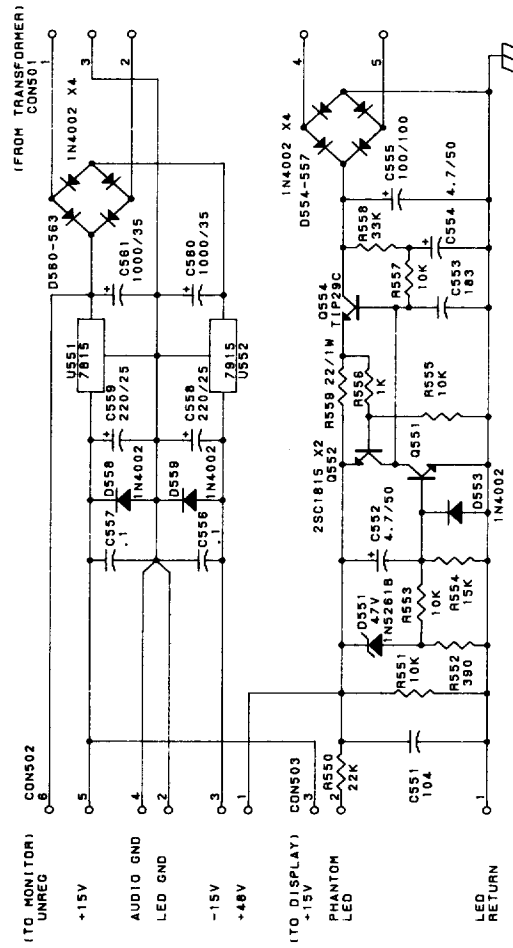 (FROM TRANSFORMER)
CON501
1
3
2
1N4002 X4
D560-563
C561
1000/35
C560
1000/35
U551
7815
7915
U552
C559
220/25
C558
220/25
D558
1N4002
D559
1N4002
C557
.1
C556
.1
(TO MONITOR)
CON502
UNREG
6
+15V
5
AUDIO GND
4
LED GND
2
-15V
3
+48V
1
4
5
1N4002 X4
D554-557
C555
100/100
R558
33K
4.7/50
C554
R557
10K
C553
183
Q554
TIP29C
R559 22/1W
R556
1K
R555
10K
2SC1815 X2
Q552
Q551
D553
1N4002
C552
4.7/50
D551
47V
1N5261B
R553
10K
R554
15K
R551
10K
R552
390
(TO DISPLAY)
CON503
+15V
3
PHANTOM
LED
2
R550
22K
C551
104
LED
RETURN
1